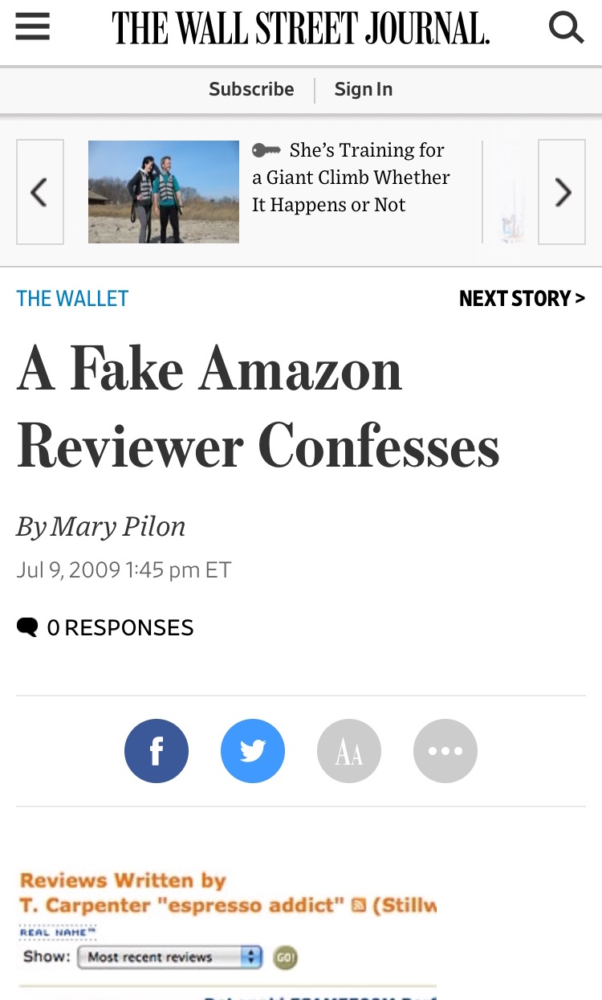 THE WALL STREET JOURNAL.
Subscribe
Sign In
She’s Training for
a Giant Climb Whether
It Happens or Not
THE WALLET
NEXT STORY >
A Fake Amazon
Reviewer Confesses
By Mary Pilon
Jul 9, 2009 1:45 pm ET
0 RESPONSES
f
AA
Reviews Written by
T. Carpenter "espresso addict" (Stillw
REAL NAME™
Show: Most recent reviews GO!